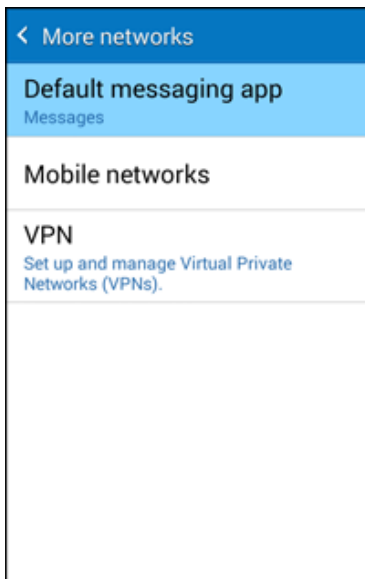 More networks
Default messaging app
Messages
Mobile networks
VPN
Set up and manage Virtual Private
Networks (VPNs).